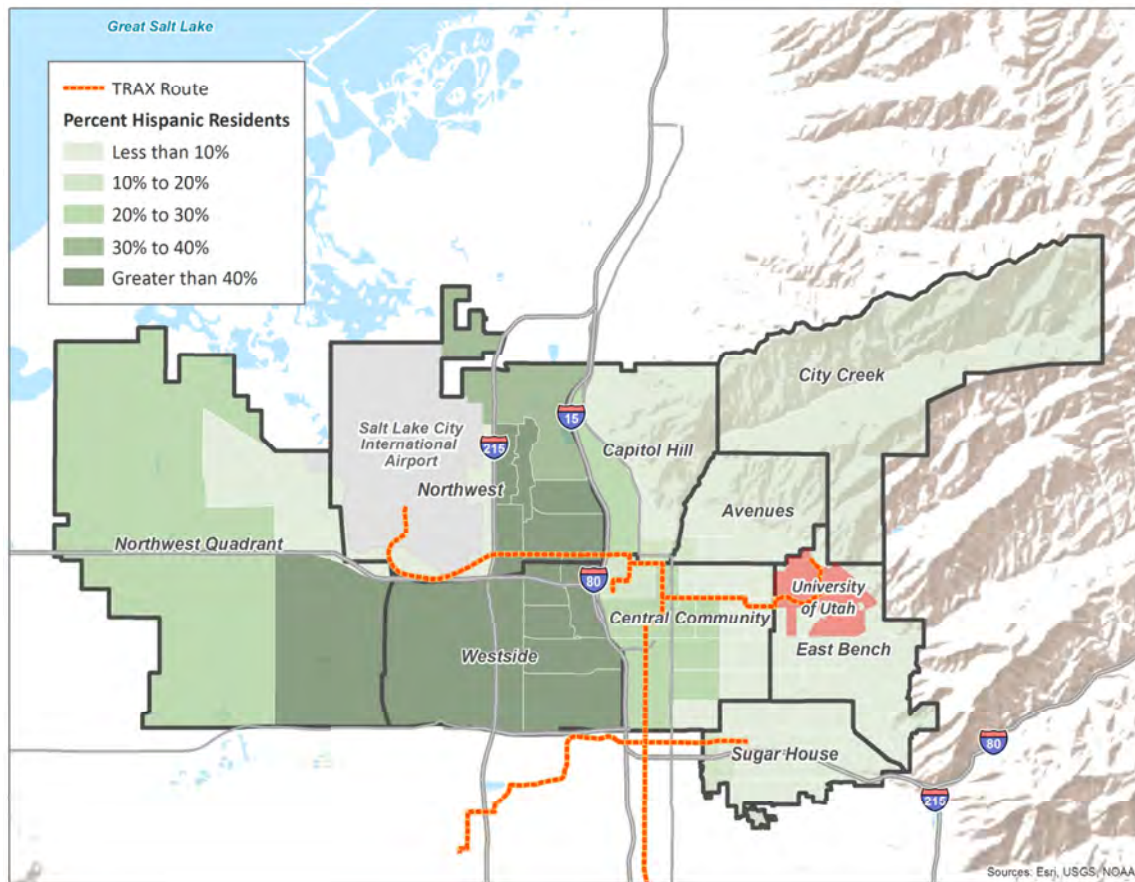 Great Salt Lake
TRAX Route
Percent Hispanic Residents
Less than 10%
10% to 20%
20% to 30%
30% to 40%
Greater than 40%
City Creek
15
Salt Lake City
International
Airport
215
Capitol Hill
Northwest
Avenues
Northwest Quadrant
80
University
of Utah
Central Community
East Bench
Westside
Sugar House
80
215
Sources: Esri, USGS, NOAA